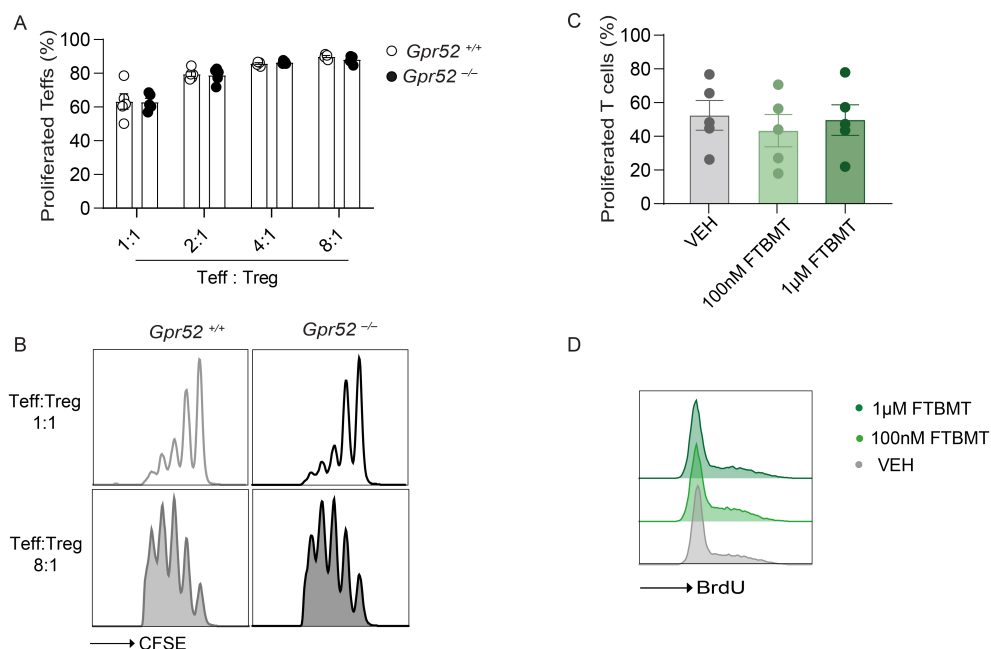 A
Proliferated Teffs (%)
100
80
60
40
20
0
1:1
2:1
4:1
8:1
Teff : Treg
Gpr52 +/+
Gpr52 –/–
C
Proliferated T cells (%)
100
80
60
40
20
0
VEH
100nM FTBMT
1µM FTBMT
B
Gpr52 +/+
Gpr52 –/–
Teff:Treg
1:1
Teff:Treg
8:1
CFSE
D
1µM FTBMT
100nM FTBMT
VEH
BrdU